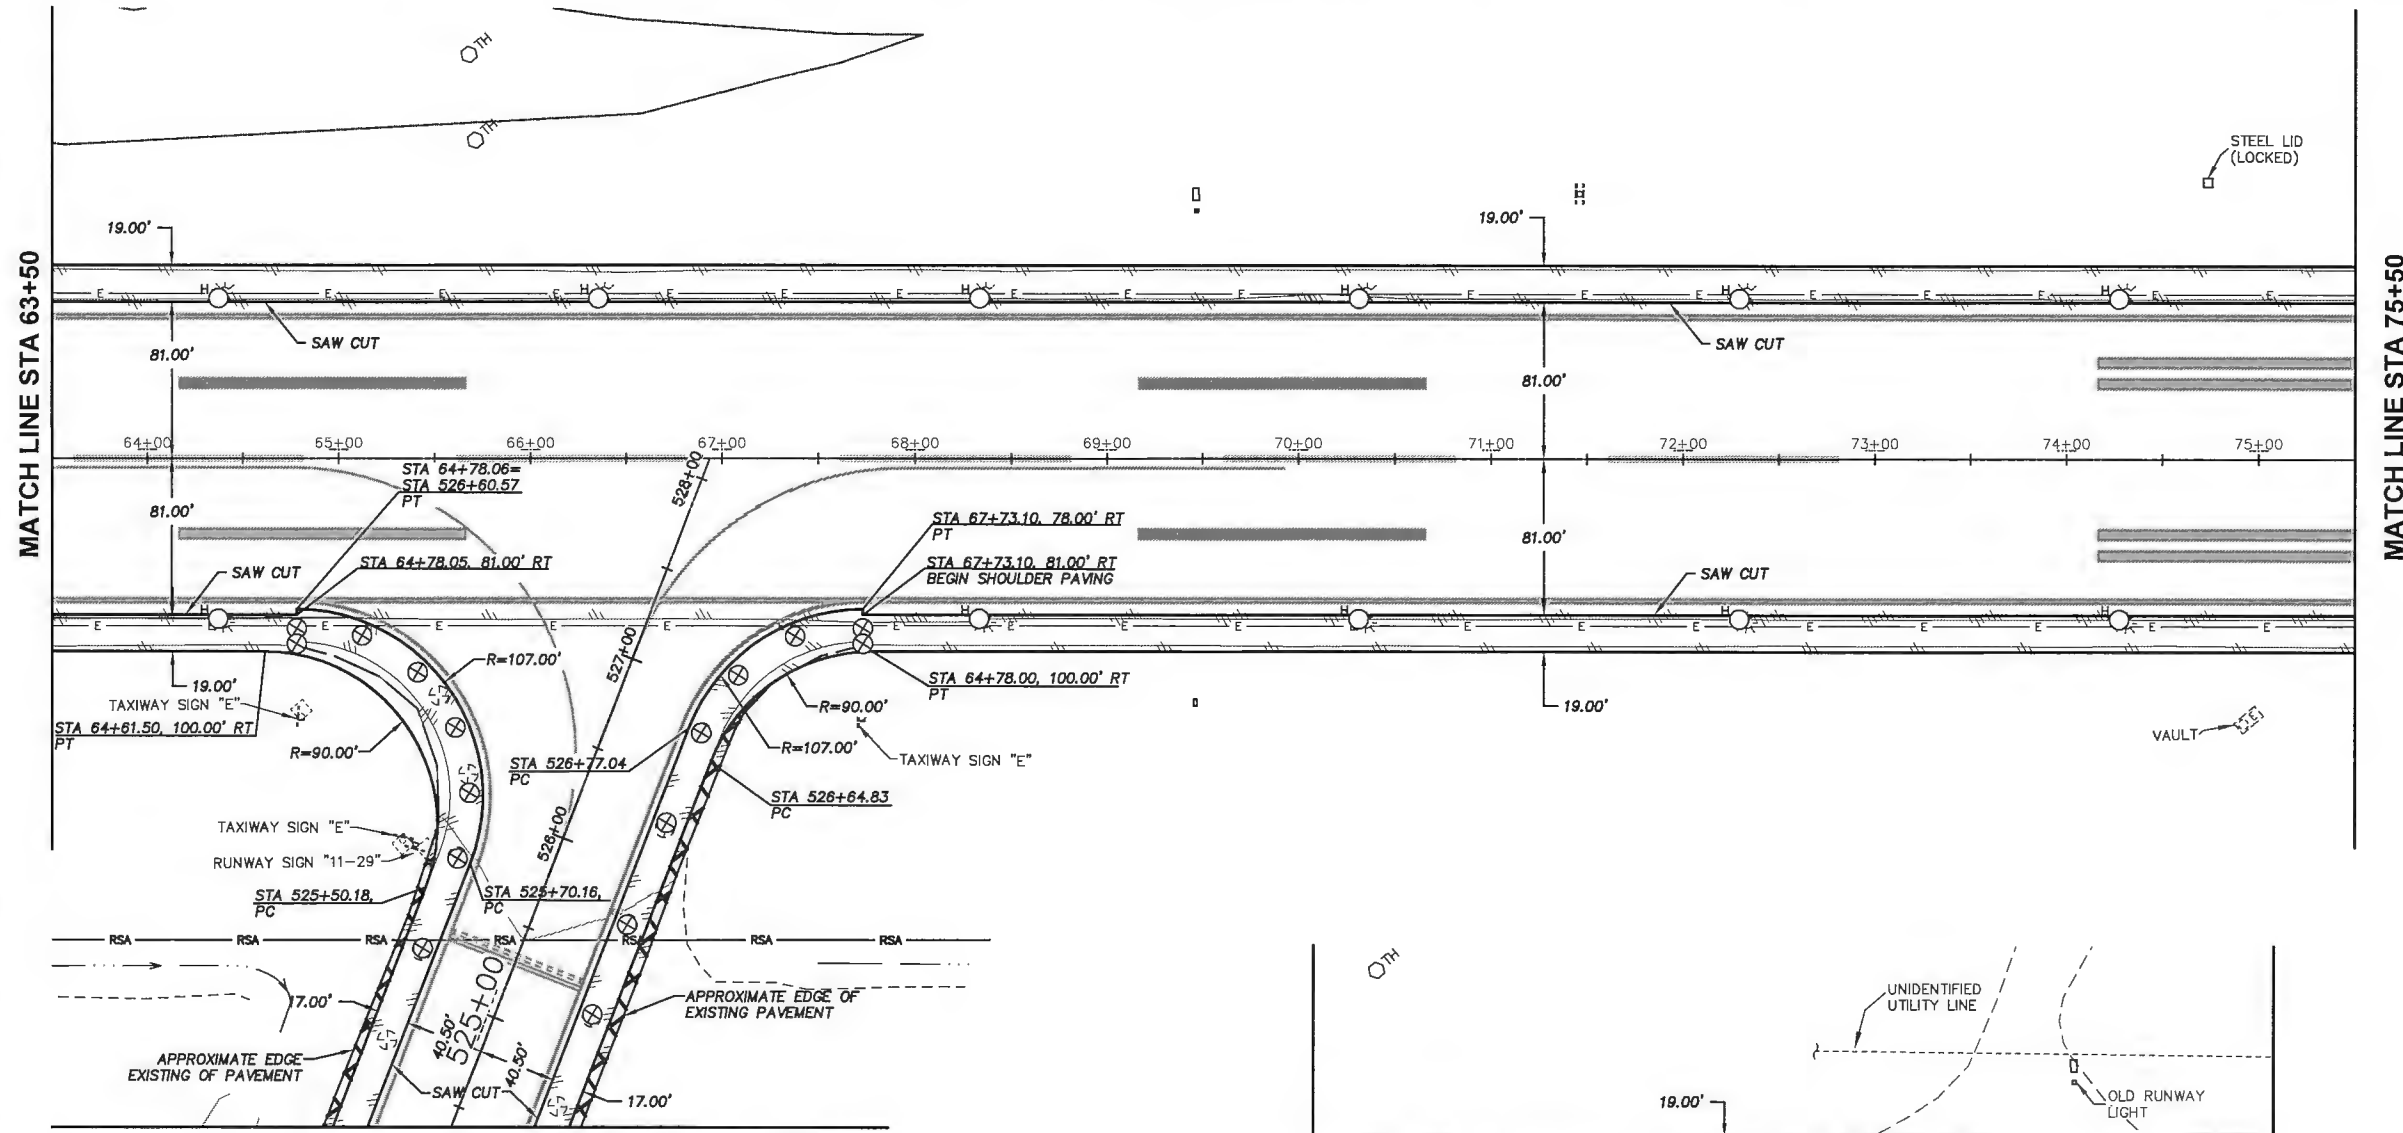 TH
TH
STEEL LID
(LOCKED)
19.00'
19.00'
MATCH LINE STA 63+50
MATCH LINE STA 75+50
E H E E E H E E E H E E E H E E E H E E E H E E
SAW CUT
SAW CUT
81.00'
81.00'
64+00 65+00 66+00 67+00 68+00 69+00 70+00 71+00 72+00 73+00 74+00 75+00
STA 64+78.06=
STA 526+60.57
PT
528+00
81.00'
81.00'
STA 67+73.10, 78.00' RT
PT
STA 64+78.05, 81.00' RT
STA 67+73.10, 81.00' RT
BEGIN SHOULDER PAVING
SAW CUT
SAW CUT
H H H H H
E E E E E E E E E E E E E E E E
527+00
R=107.00'
19.00'
STA 64+78.00, 100.00' RT
PT
TAXIWAY SIGN "E"
R=90.00'
19.00'
STA 64+61.50, 100.00' RT
PT
R=90.00'
R=107.00'
VAULT
TAXIWAY SIGN "E"
STA 526+77.04
PC
STA 526+64.83
PC
TAXIWAY SIGN "E"
526+00
RUNWAY SIGN "11-29"
STA 525+50.18,
PC
STA 525+70.16,
PC
RSA RSA RSA RSA RSA RSA RSA
TH
17.00'
525+00
APPROXIMATE EDGE OF
EXISTING PAVEMENT
UNIDENTIFIED
UTILITY LINE
40.50'
40.50'
APPROXIMATE EDGE
EXISTING OF PAVEMENT
SAW CUT
17.00'
19.00'
OLD RUNWAY
LIGHT